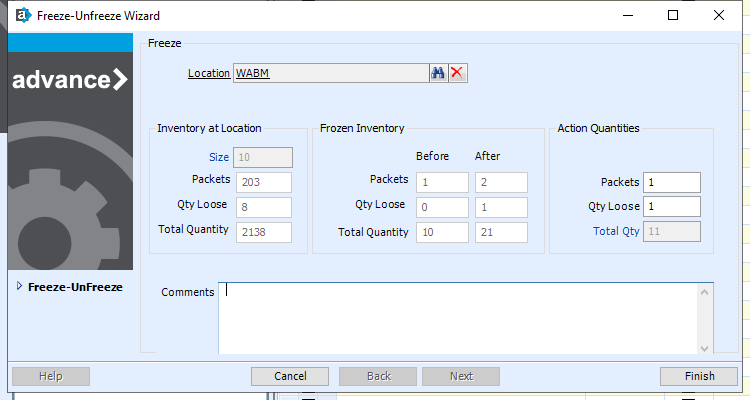 Freeze-Unfreeze Wizard
advance
Freeze
Location WABM
Inventory at Location
Size 10
Packets 203
Qty Loose 8
Total Quantity 2138
Frozen Inventory
Before After
Packets 1 2
Qty Loose 0 1
Total Quantity 10 21
Action Quantities
Packets 1
Qty Loose 1
Total Qty 11
Freeze-UnFreeze
Comments
Help Cancel Back Next Finish